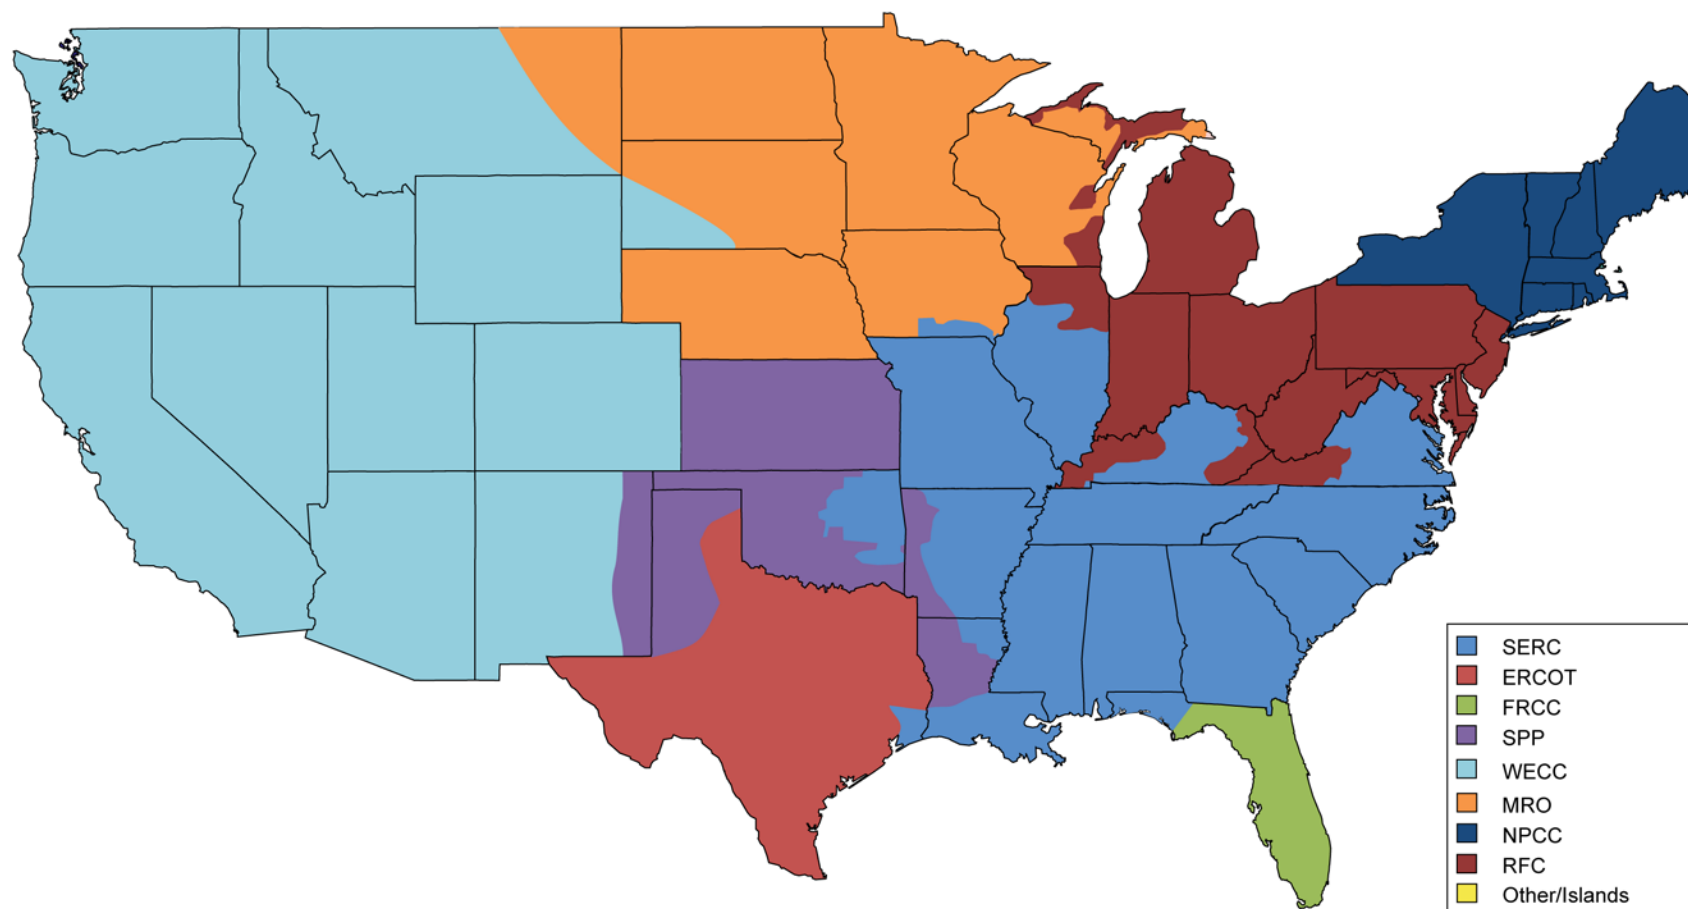 SERC
ERCOT
FRCC
SPP
WECC
MRO
NPCC
RFC
Other/Islands